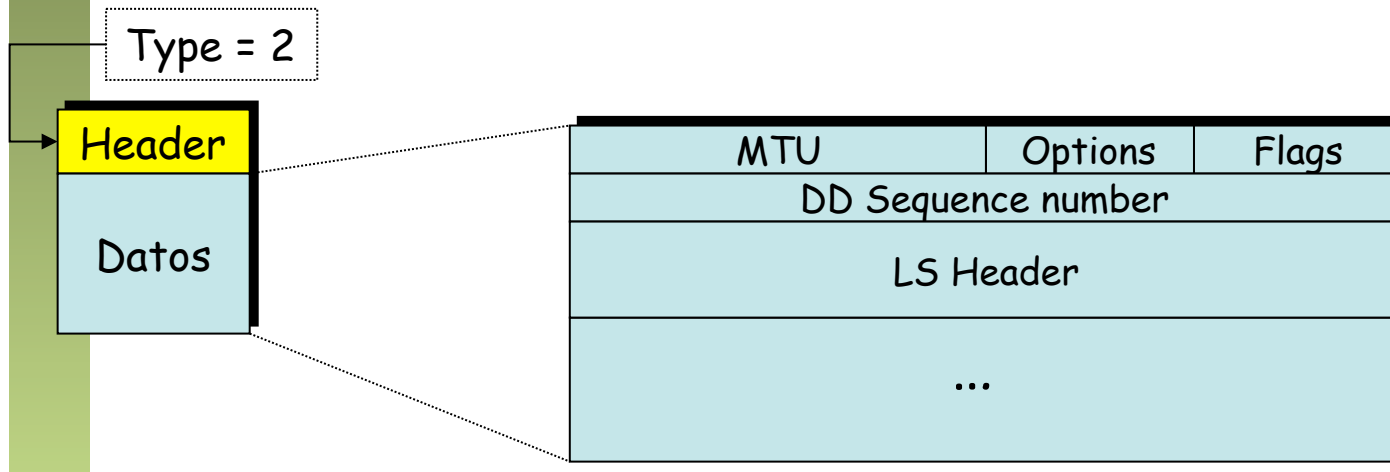 Type = 2
Header
Datos
MTU Options Flags
DD Sequence number
LS Header
...